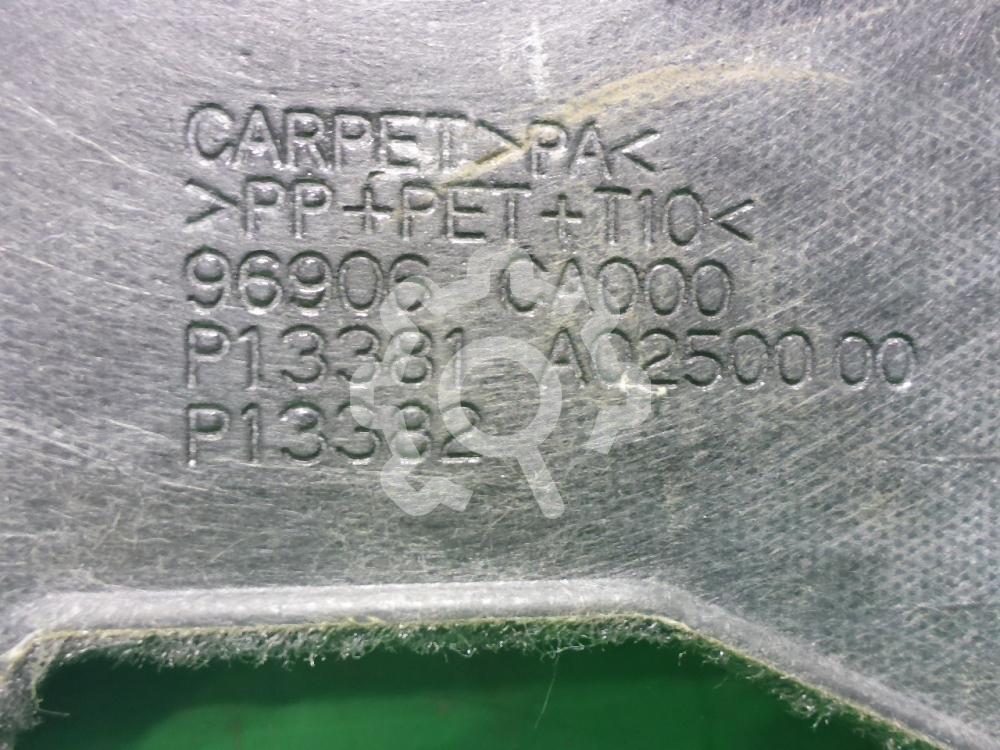 CARPET>PA<
>PP+PET+T10<
96906 CA000
P13381 A02500 00
P13382